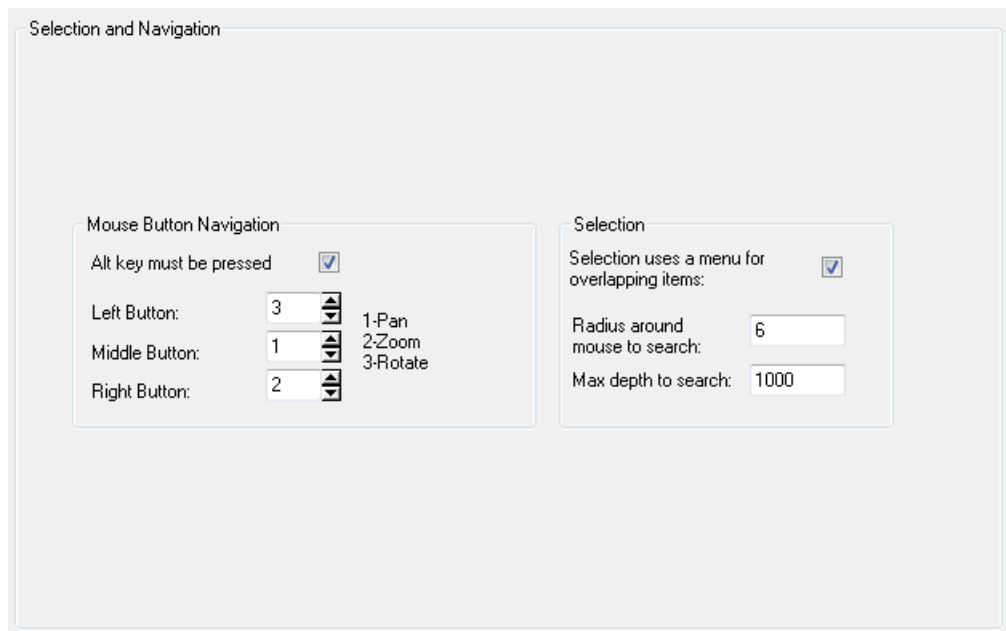 Selection and Navigation
Mouse Button Navigation
Alt key must be pressed
Left Button: 3
Middle Button: 1
Right Button: 2
1-Pan
2-Zoom
3-Rotate
Selection
Selection uses a menu for
overlapping items:
Radius around
mouse to search: 6
Max depth to search: 1000